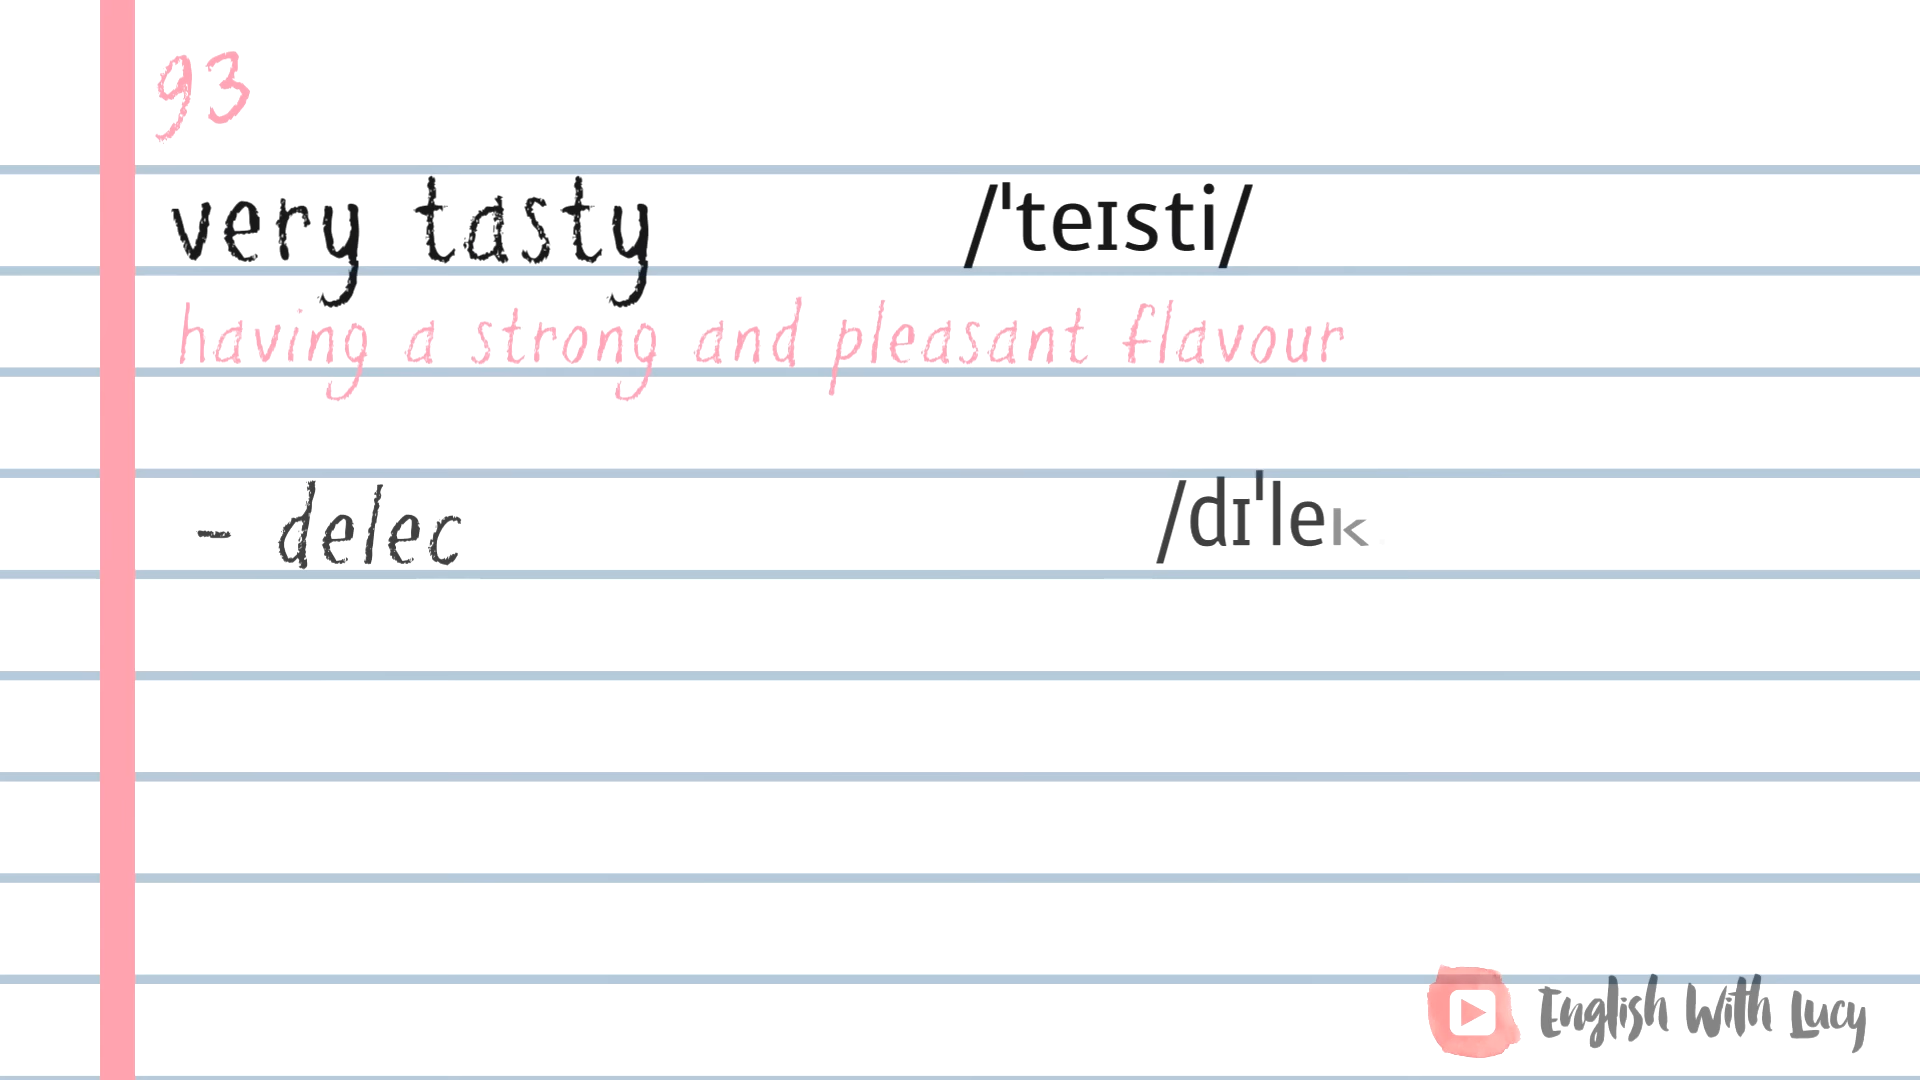 93
very tasty /ˈteɪsti/
having a strong and pleasant flavour
- delec /dɪˈlek
English With Lucy